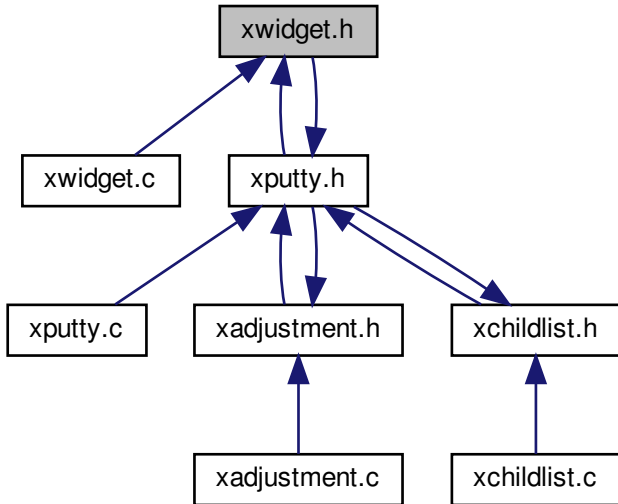 xwidget.h
xwidget.c
xputty.h
xputty.c
xadjustment.h
xchildlist.h
xadjustment.c
xchildlist.c